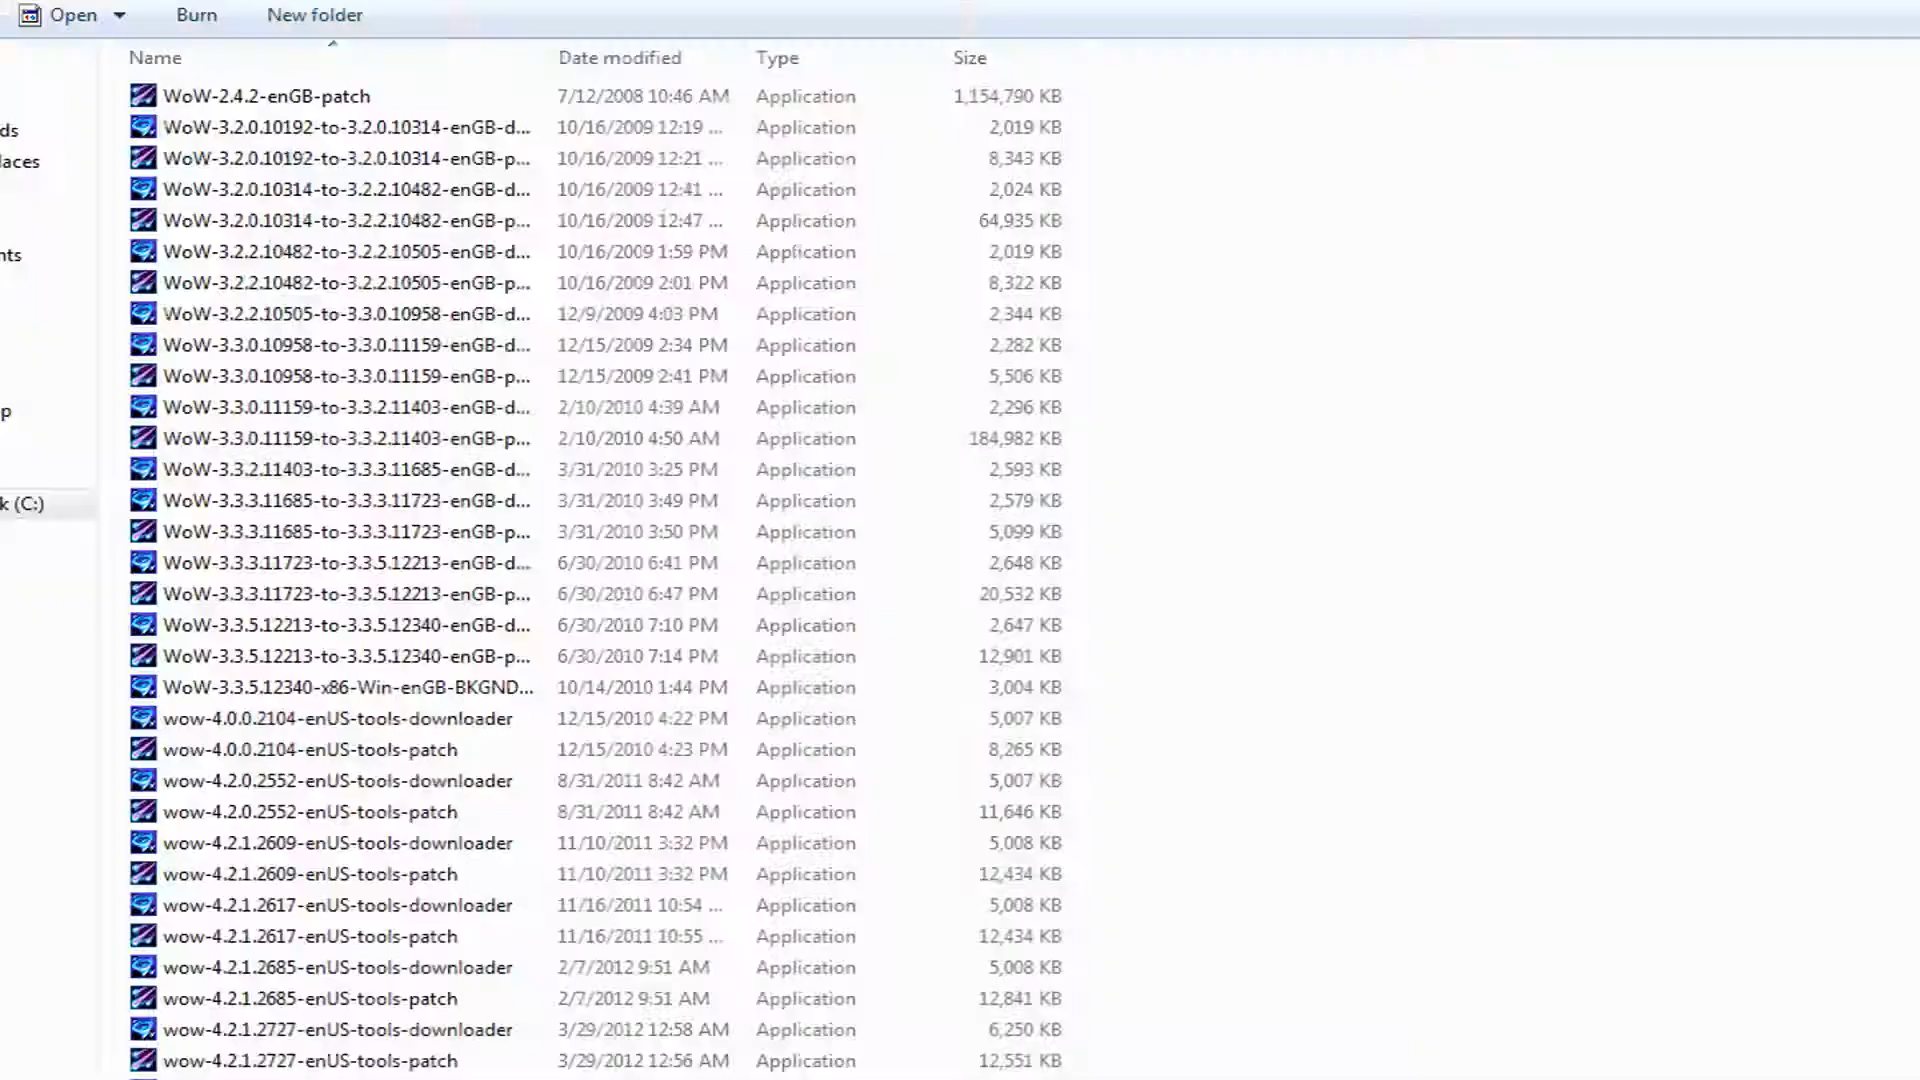 Open Burn New folder
Name Date modified Type Size
WoW-2.4.2-enGB-patch 7/12/2008 10:46 AM Application 1,154,790 KB
WoW-3.2.0.10192-to-3.2.0.10314-enGB-d... 10/16/2009 12:19 ... Application 2,019 KB
ds
WoW-3.2.0.10192-to-3.2.0.10314-enGB-p... 10/16/2009 12:21 ... Application 8,343 KB
laces
WoW-3.2.0.10314-to-3.2.2.10482-enGB-d... 10/16/2009 12:41 ... Application 2,024 KB
WoW-3.2.0.10314-to-3.2.2.10482-enGB-p... 10/16/2009 12:47 ... Application 64,935 KB
WoW-3.2.2.10482-to-3.2.2.10505-enGB-d... 10/16/2009 1:59 PM Application 2,019 KB
nts
WoW-3.2.2.10482-to-3.2.2.10505-enGB-p... 10/16/2009 2:01 PM Application 8,322 KB
WoW-3.2.2.10505-to-3.3.0.10958-enGB-d... 12/9/2009 4:03 PM Application 2,344 KB
WoW-3.3.0.10958-to-3.3.0.11159-enGB-d... 12/15/2009 2:34 PM Application 2,282 KB
WoW-3.3.0.10958-to-3.3.0.11159-enGB-p... 12/15/2009 2:41 PM Application 5,506 KB
WoW-3.3.0.11159-to-3.3.2.11403-enGB-d... 2/10/2010 4:39 AM Application 2,296 KB
p
WoW-3.3.0.11159-to-3.3.2.11403-enGB-p... 2/10/2010 4:50 AM Application 184,982 KB
WoW-3.3.2.11403-to-3.3.3.11685-enGB-d... 3/31/2010 3:25 PM Application 2,593 KB
WoW-3.3.3.11685-to-3.3.3.11723-enGB-d... 3/31/2010 3:49 PM Application 2,579 KB
k (C:)
WoW-3.3.3.11685-to-3.3.3.11723-enGB-p... 3/31/2010 3:50 PM Application 5,099 KB
WoW-3.3.3.11723-to-3.3.5.12213-enGB-d... 6/30/2010 6:41 PM Application 2,648 KB
WoW-3.3.3.11723-to-3.3.5.12213-enGB-p... 6/30/2010 6:47 PM Application 20,532 KB
WoW-3.3.5.12213-to-3.3.5.12340-enGB-d... 6/30/2010 7:10 PM Application 2,647 KB
WoW-3.3.5.12213-to-3.3.5.12340-enGB-p... 6/30/2010 7:14 PM Application 12,901 KB
WoW-3.3.5.12340-x86-Win-enGB-BKGND... 10/14/2010 1:44 PM Application 3,004 KB
wow-4.0.0.2104-enUS-tools-downloader 12/15/2010 4:22 PM Application 5,007 KB
wow-4.0.0.2104-enUS-tools-patch 12/15/2010 4:23 PM Application 8,265 KB
wow-4.2.0.2552-enUS-tools-downloader 8/31/2011 8:42 AM Application 5,007 KB
wow-4.2.0.2552-enUS-tools-patch 8/31/2011 8:42 AM Application 11,646 KB
wow-4.2.1.2609-enUS-tools-downloader 11/10/2011 3:32 PM Application 5,008 KB
wow-4.2.1.2609-enUS-tools-patch 11/10/2011 3:32 PM Application 12,434 KB
wow-4.2.1.2617-enUS-tools-downloader 11/16/2011 10:54 ... Application 5,008 KB
wow-4.2.1.2617-enUS-tools-patch 11/16/2011 10:55 ... Application 12,434 KB
wow-4.2.1.2685-enUS-tools-downloader 2/7/2012 9:51 AM Application 5,008 KB
wow-4.2.1.2685-enUS-tools-patch 2/7/2012 9:51 AM Application 12,841 KB
wow-4.2.1.2727-enUS-tools-downloader 3/29/2012 12:58 AM Application 6,250 KB
wow-4.2.1.2727-enUS-tools-patch 3/29/2012 12:56 AM Application 12,551 KB